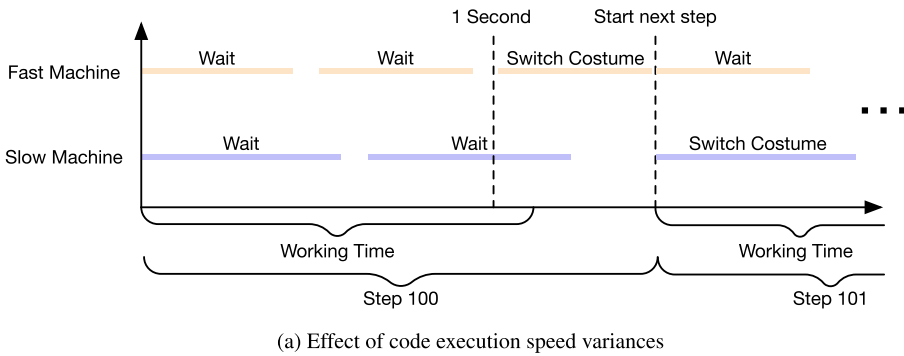 1 Second
Start next step
Fast Machine
Wait
Wait
Switch Costume
Wait
Slow Machine
Wait
Wait
Switch Costume
Working Time
Working Time
Step 100
Step 101
(a) Effect of code execution speed variances